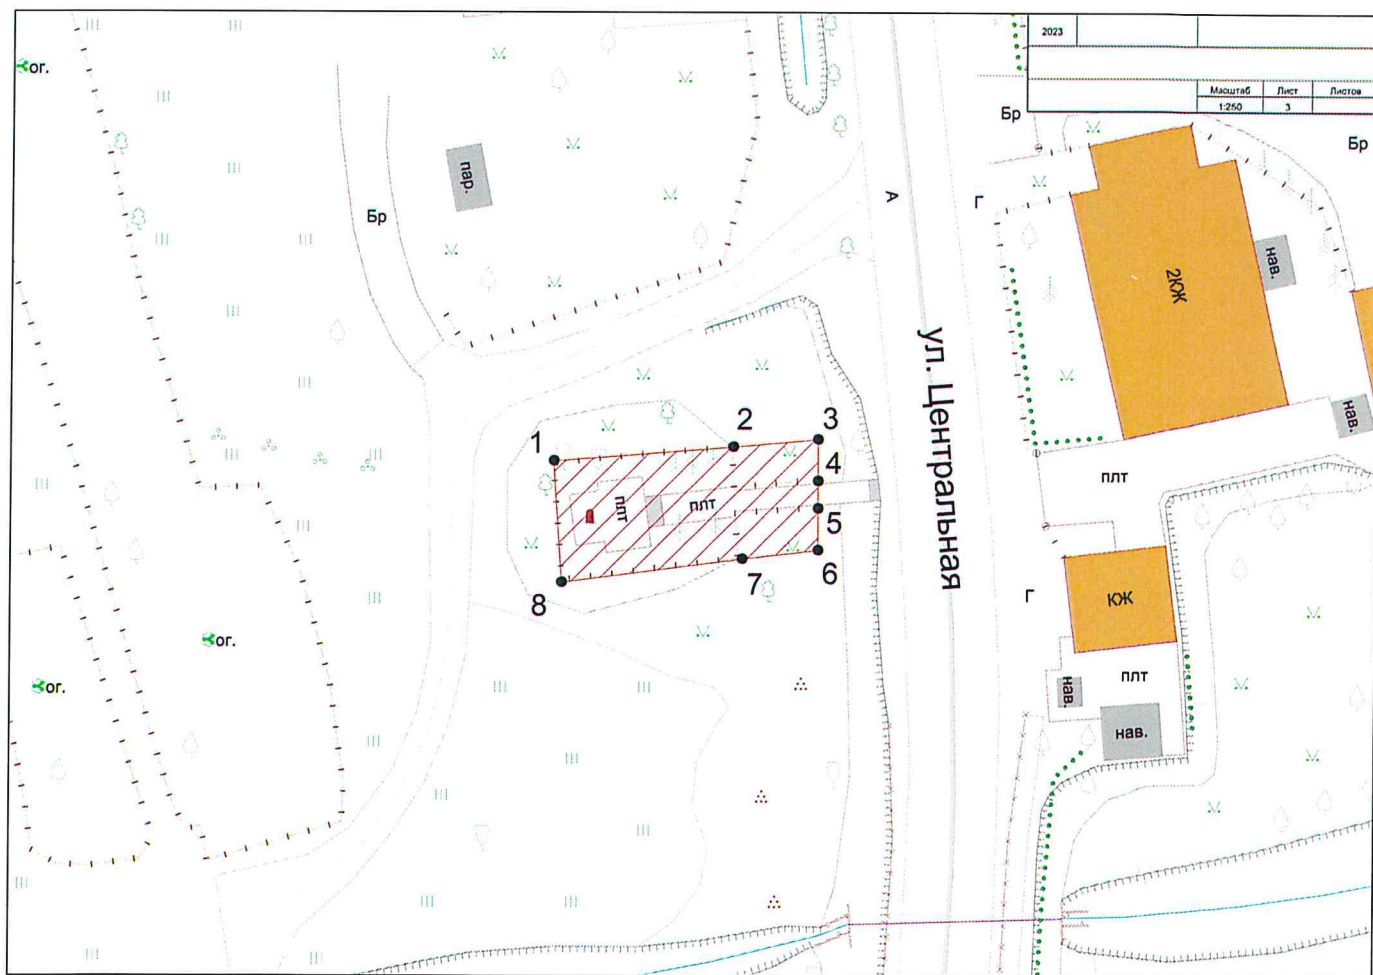 2023
Масштаб Лист Листов
1:250 3
ог.
Бр
Бр
пар.
А
Г
Бр
2КЖ
нав.
ул. Центральная
нав.
1
2
3
4
плт
плт
плт
5
6
7
8
Г
КЖ
ог.
ог.
плт
нав.
нав.